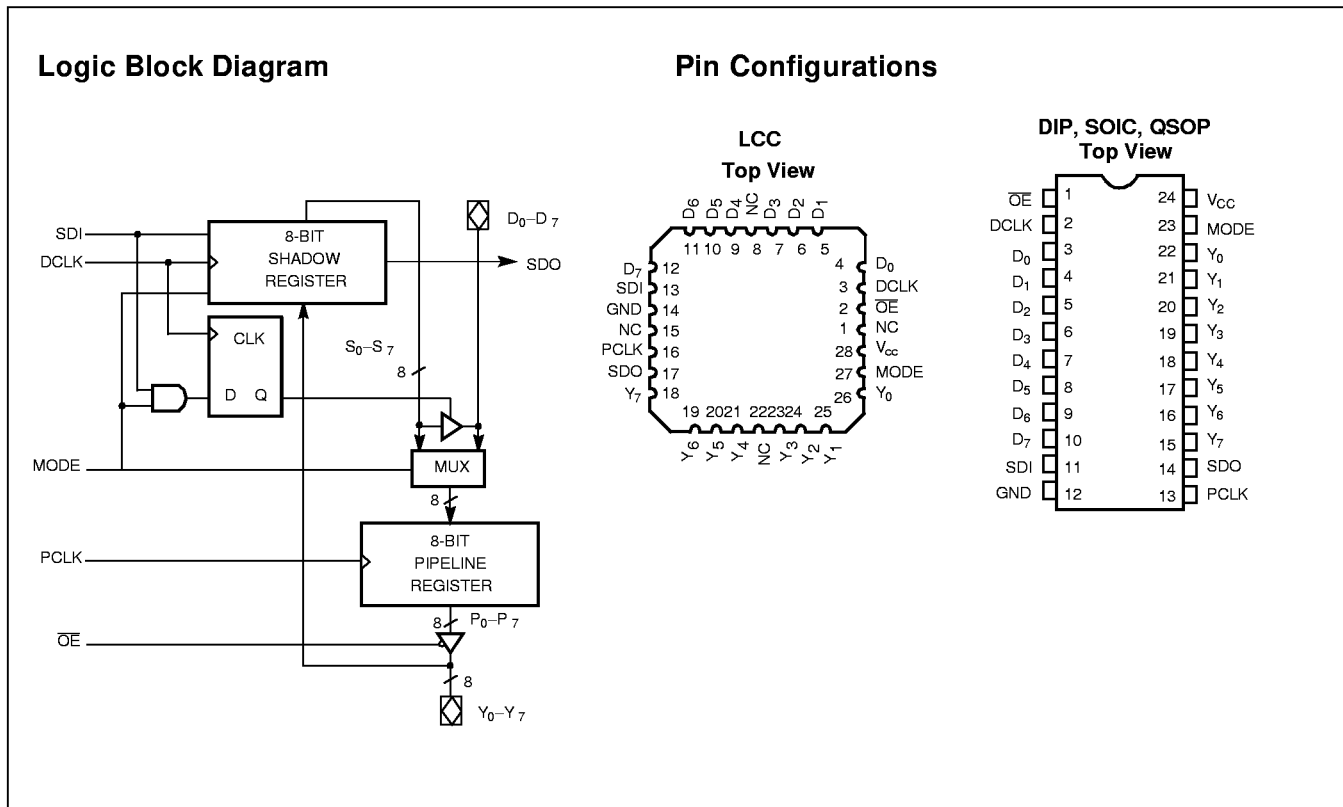 Logic Block Diagram
SDI
DCLK
8-BIT
SHADOW
REGISTER
D0–D7
SDO
CLK
D Q
S0–S7
8
MODE
MUX
8
PCLK
8-BIT
PIPELINE
REGISTER
8 P0–P7
OE
8
Y0–Y7
Pin Configurations
LCC
Top View
D6 D5 D4 NC D3 D2 D1
11 10 9 8 7 6 5
D7 12
SDI 13
GND 14
NC 15
PCLK 16
SDO 17
Y7 18
4 D0
3 DCLK
2 OE
1 NC
28 Vcc
27 MODE
26 Y0
19 2021 222324 25
Y6 Y5 Y4 NC Y3 Y2 Y1
DIP, SOIC, QSOP
Top View
OE 1 24 VCC
DCLK 2 23 MODE
D0 3 22 Y0
D1 4 21 Y1
D2 5 20 Y2
D3 6 19 Y3
D4 7 18 Y4
D5 8 17 Y5
D6 9 16 Y6
D7 10 15 Y7
SDI 11 14 SDO
GND 12 13 PCLK